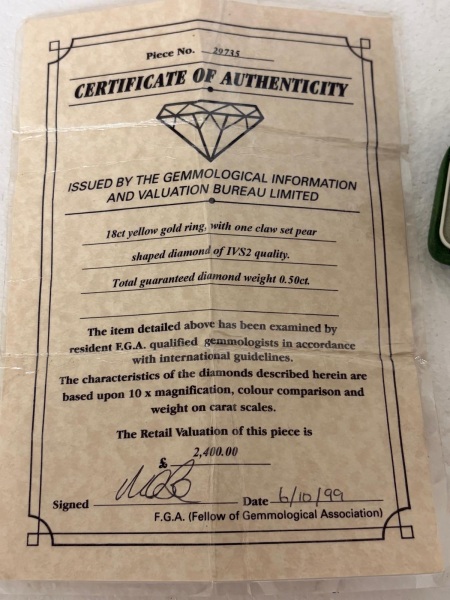 Piece No. 29735
CERTIFICATE OF AUTHENTICITY
ISSUED BY THE GEMMOLOGICAL INFORMATION
AND VALUATION BUREAU LIMITED
18ct yellow gold ring, with one claw set pear
shaped diamond of IVS2 quality.
Total guaranteed diamond weight 0.50ct.
The item detailed above has been examined by
resident F.G.A. qualified gemmologists in accordance
with international guidelines.
The characteristics of the diamonds described herein are
based upon 10 x magnification, colour comparison and
weight on carat scales.
The Retail Valuation of this piece is
£ 2,400.00
Signed Date 6/10/99
F.G.A. (Fellow of Gemmological Association)